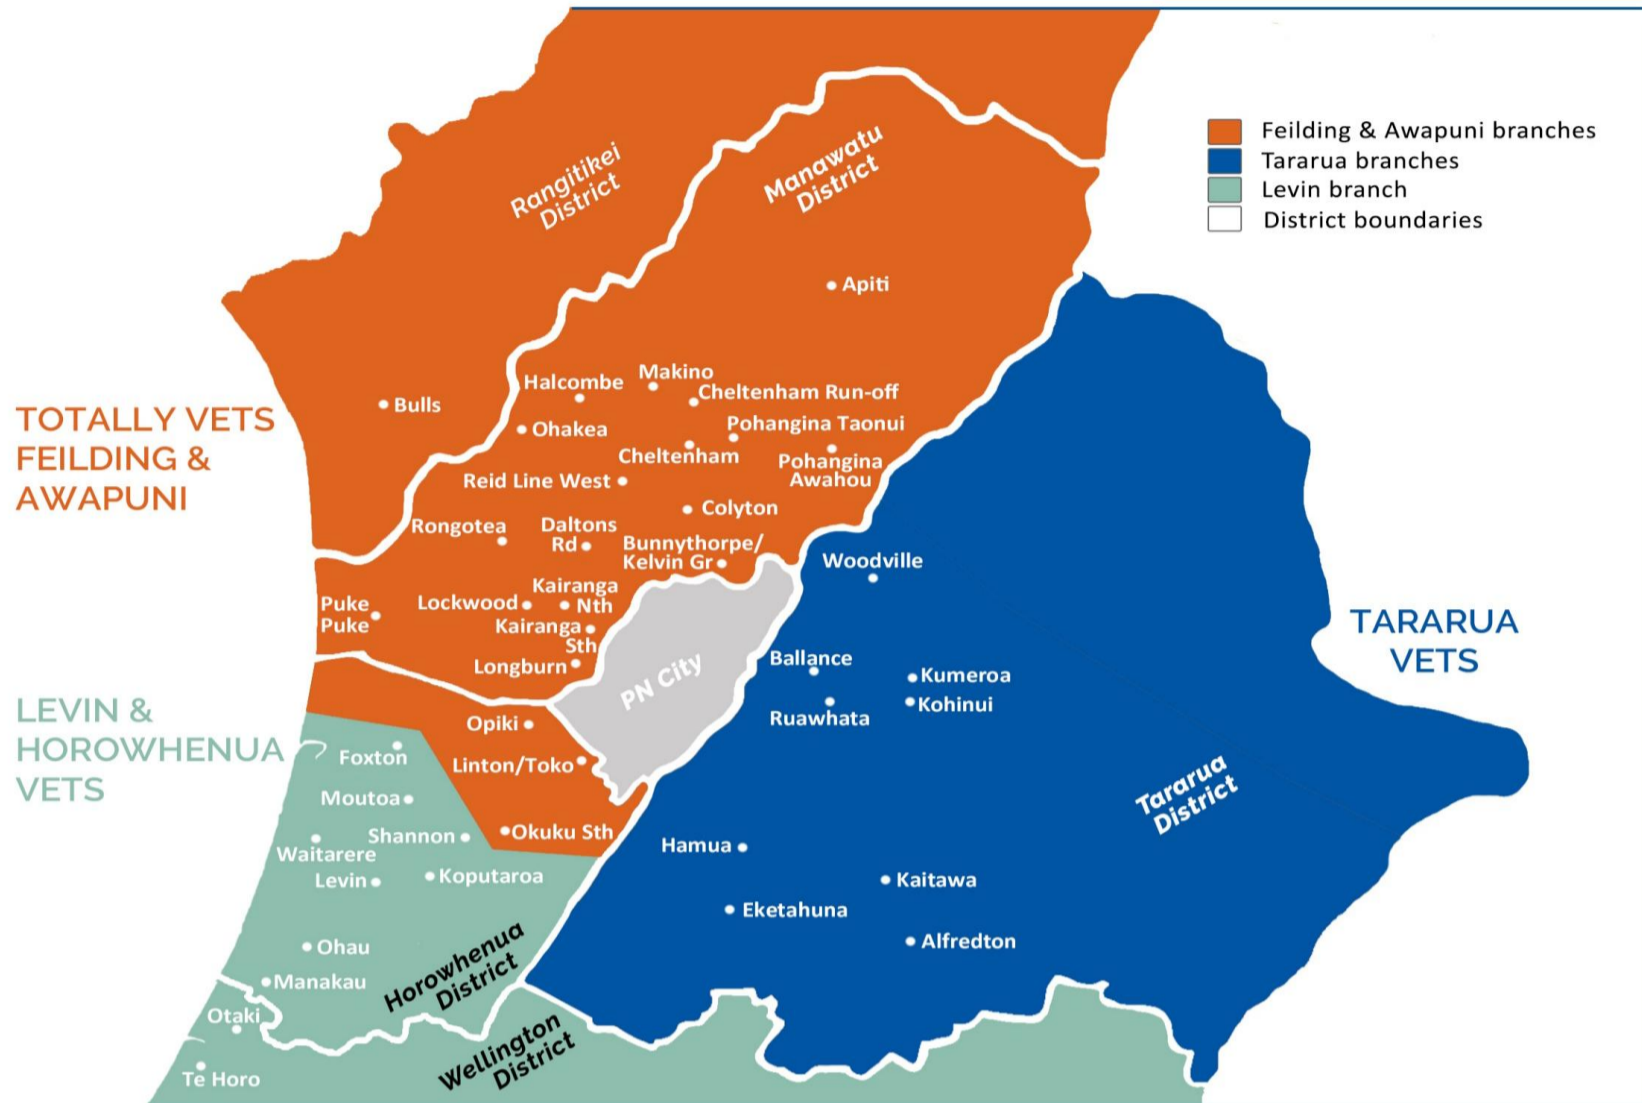 Feilding & Awapuni branches
Tararua branches
Levin branch
District boundaries
Rangitikei
District
Manawatu
District
Apiti
Makino
Halcombe
Cheltenham Run-off
Bulls
Ohakea
Pohangina Taonui
Cheltenham
Pohangina
Awahou
Reid Line West
Colyton
Rongotea
Daltons
Rd
Bunnythorpe/
Kelvin Gr
TOTALLY VETS
FEILDING &
AWAPUNI
Kairanga
Nth
Puke
Puke
Lockwood
Kairanga
Sth
Longburn
PN City
Woodville
Ballance
Kumeroa
Kohinui
Ruawhata
TARARUA
VETS
LEVIN &
HOROWHENUA
VETS
Opiki
Linton/Toko
Foxton
Moutoa
Shannon
Okuku Sth
Waitarere
Levin
Koputaroa
Tararua
District
Hamua
Kaitawa
Eketahuna
Alfredton
Ohau
Manakau
Horowhenua
District
Otaki
Te Horo
Wellington
District